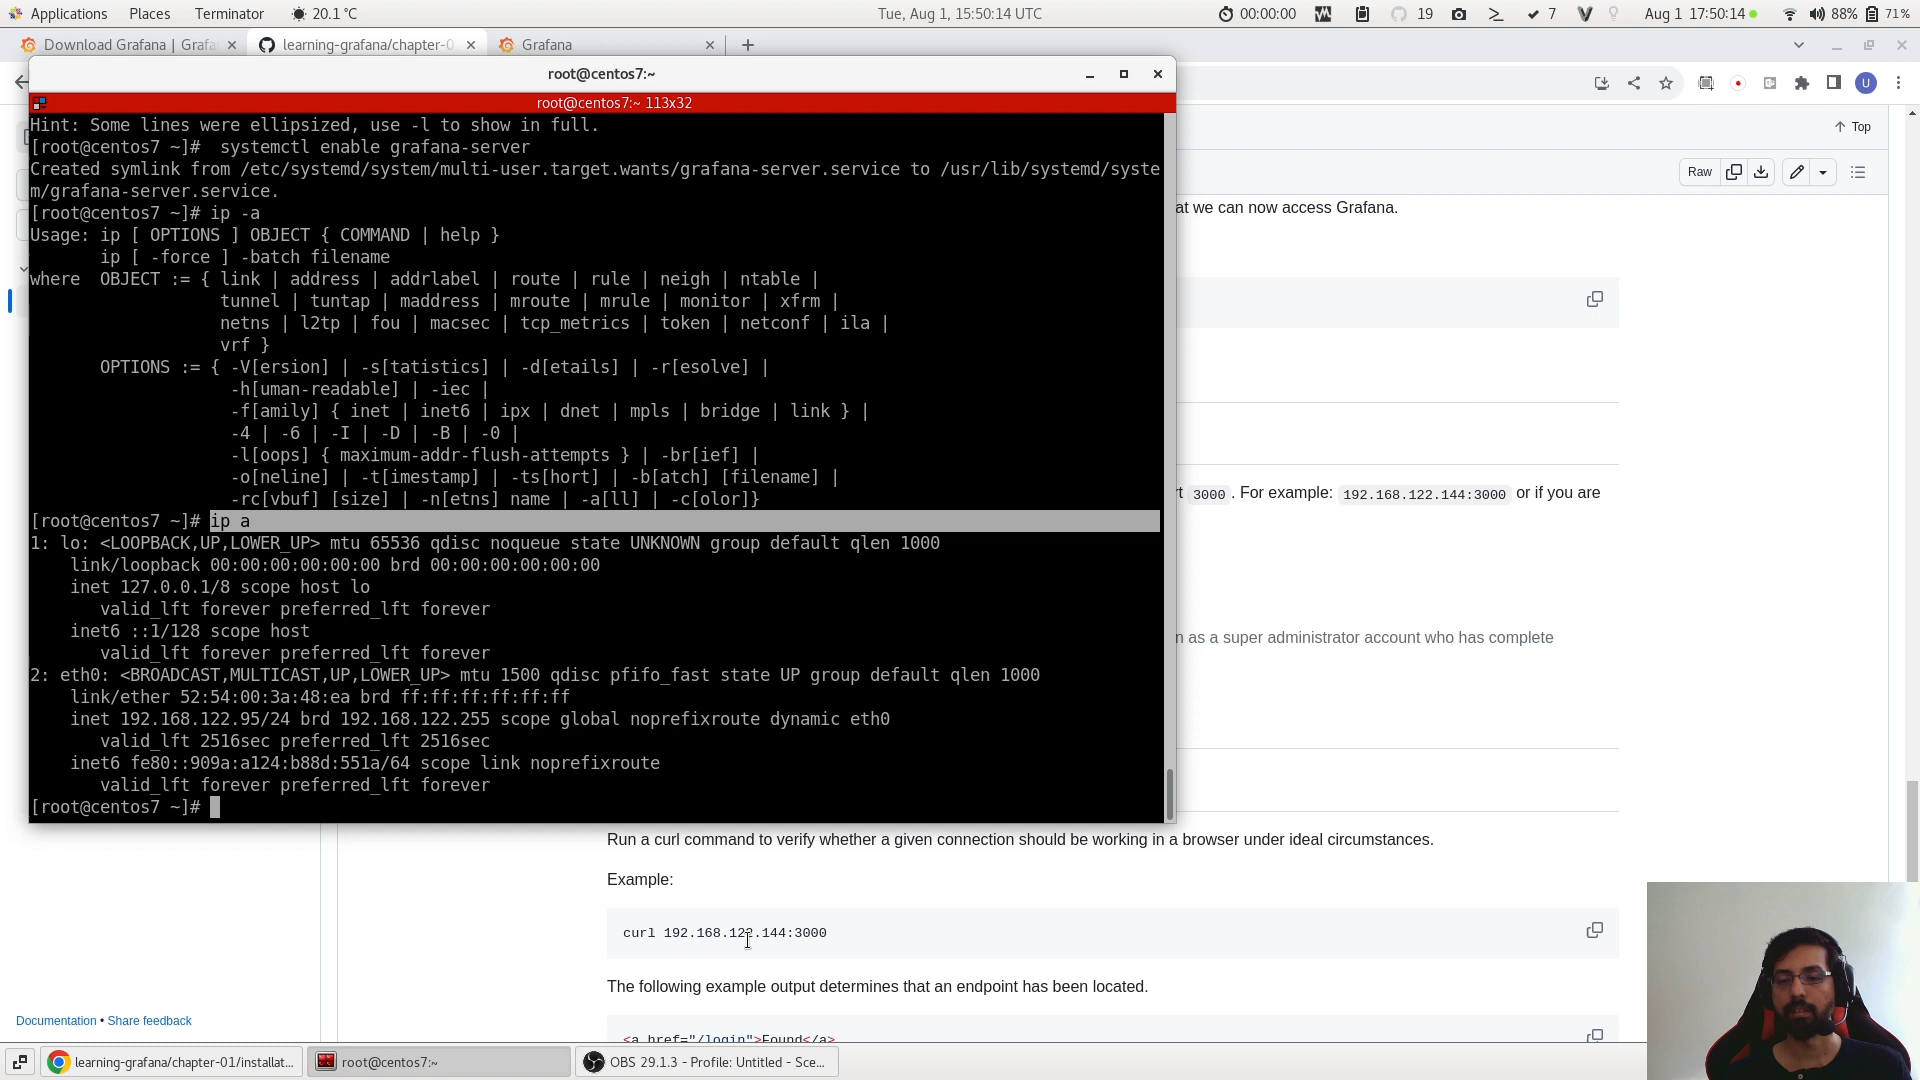 Applications Places Terminator 20.1 °C Tue, Aug 1, 15:50:14 UTC 00:00:00 19 7 Aug 1 17:50:14 88% 71%
Download Grafana | Grafa learning-grafana/chapter-0 Grafana
root@centos7:~
U
root@centos7:~ 113x32
Hint: Some lines were ellipsized, use -l to show in full.
[root@centos7 ~]#  systemctl enable grafana-server
Created symlink from /etc/systemd/system/multi-user.target.wants/grafana-server.service to /usr/lib/systemd/syste
m/grafana-server.service.
[root@centos7 ~]# ip -a
Usage: ip [ OPTIONS ] OBJECT { COMMAND | help }
ip [ -force ] -batch filename
where  OBJECT := { link | address | addrlabel | route | rule | neigh | ntable |
tunnel | tuntap | maddress | mroute | mrule | monitor | xfrm |
netns | l2tp | fou | macsec | tcp_metrics | token | netconf | ila |
vrf }
OPTIONS := { -V[ersion] | -s[tatistics] | -d[etails] | -r[esolve] |
-h[uman-readable] | -iec |
-f[amily] { inet | inet6 | ipx | dnet | mpls | bridge | link } |
-4 | -6 | -I | -D | -B | -0 |
-l[oops] { maximum-addr-flush-attempts } | -br[ief] |
-o[neline] | -t[imestamp] | -ts[hort] | -b[atch] [filename] |
-rc[vbuf] [size] | -n[etns] name | -a[ll] | -c[olor]}
[root@centos7 ~]# ip a
1: lo: <LOOPBACK,UP,LOWER_UP> mtu 65536 qdisc noqueue state UNKNOWN group default qlen 1000
link/loopback 00:00:00:00:00:00 brd 00:00:00:00:00:00
inet 127.0.0.1/8 scope host lo
valid_lft forever preferred_lft forever
inet6 ::1/128 scope host
valid_lft forever preferred_lft forever
2: eth0: <BROADCAST,MULTICAST,UP,LOWER_UP> mtu 1500 qdisc pfifo_fast state UP group default qlen 1000
link/ether 52:54:00:3a:48:ea brd ff:ff:ff:ff:ff:ff
inet 192.168.122.95/24 brd 192.168.122.255 scope global noprefixroute dynamic eth0
valid_lft 2516sec preferred_lft 2516sec
inet6 fe80::909a:a124:b88d:551a/64 scope link noprefixroute
valid_lft forever preferred_lft forever
[root@centos7 ~]#
Top
Raw
at we can now access Grafana.
rt 3000 . For example: 192.168.122.144:3000 or if you are
n as a super administrator account who has complete
Run a curl command to verify whether a given connection should be working in a browser under ideal circumstances.
Example:
curl 192.168.122.144:3000
The following example output determines that an endpoint has been located.
<a href="/login">Found</a>
Documentation • Share feedback
learning-grafana/chapter-01/installat... root@centos7:~ OBS 29.1.3 - Profile: Untitled - Sce...